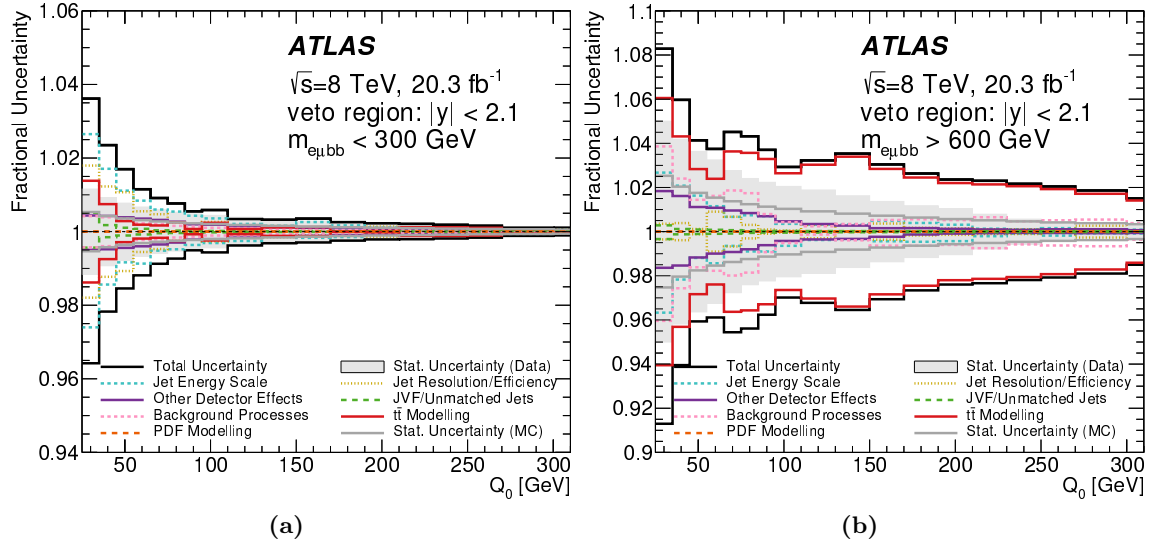 Fractional Uncertainty
1.06
1.04
1.02
1
0.98
0.96
0.94
ATLAS
√s=8 TeV, 20.3 fb⁻¹
veto region: |y| < 2.1
m_eμbb < 300 GeV
Total Uncertainty
Jet Energy Scale
Other Detector Effects
Background Processes
PDF Modelling
Stat. Uncertainty (Data)
Jet Resolution/Efficiency
JVF/Unmatched Jets
tt̄ Modelling
Stat. Uncertainty (MC)
50 100 150 200 250 300
Q₀ [GeV]
(a)
Fractional Uncertainty
1.1
1.08
1.06
1.04
1.02
1
0.98
0.96
0.94
0.92
0.9
ATLAS
√s=8 TeV, 20.3 fb⁻¹
veto region: |y| < 2.1
m_eμbb > 600 GeV
Total Uncertainty
Jet Energy Scale
Other Detector Effects
Background Processes
PDF Modelling
Stat. Uncertainty (Data)
Jet Resolution/Efficiency
JVF/Unmatched Jets
tt̄ Modelling
Stat. Uncertainty (MC)
50 100 150 200 250 300
Q₀ [GeV]
(b)